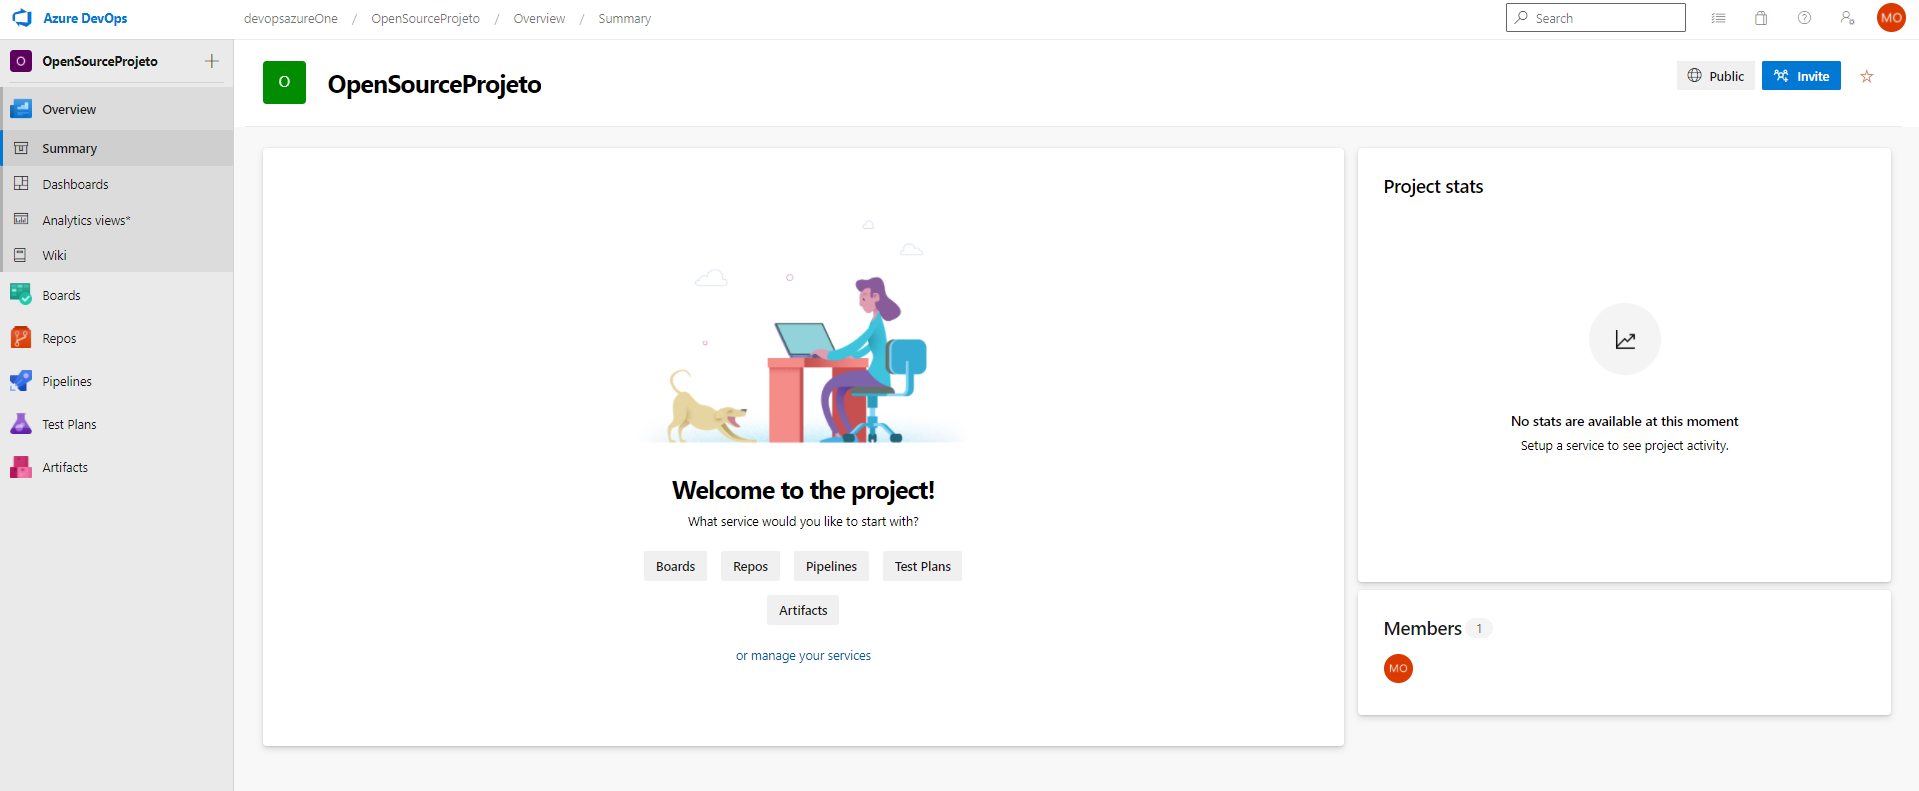 Azure DevOps
devopsazureOne / OpenSourceProjeto / Overview / Summary
Search
MO
O OpenSourceProjeto
Overview
Summary
Dashboards
Analytics views*
Wiki
Boards
Repos
Pipelines
Test Plans
Artifacts
O OpenSourceProjeto
Public
Invite
Welcome to the project!
What service would you like to start with?
Boards Repos Pipelines Test Plans
Artifacts
or manage your services
Project stats
No stats are available at this moment
Setup a service to see project activity.
Members 1
MO